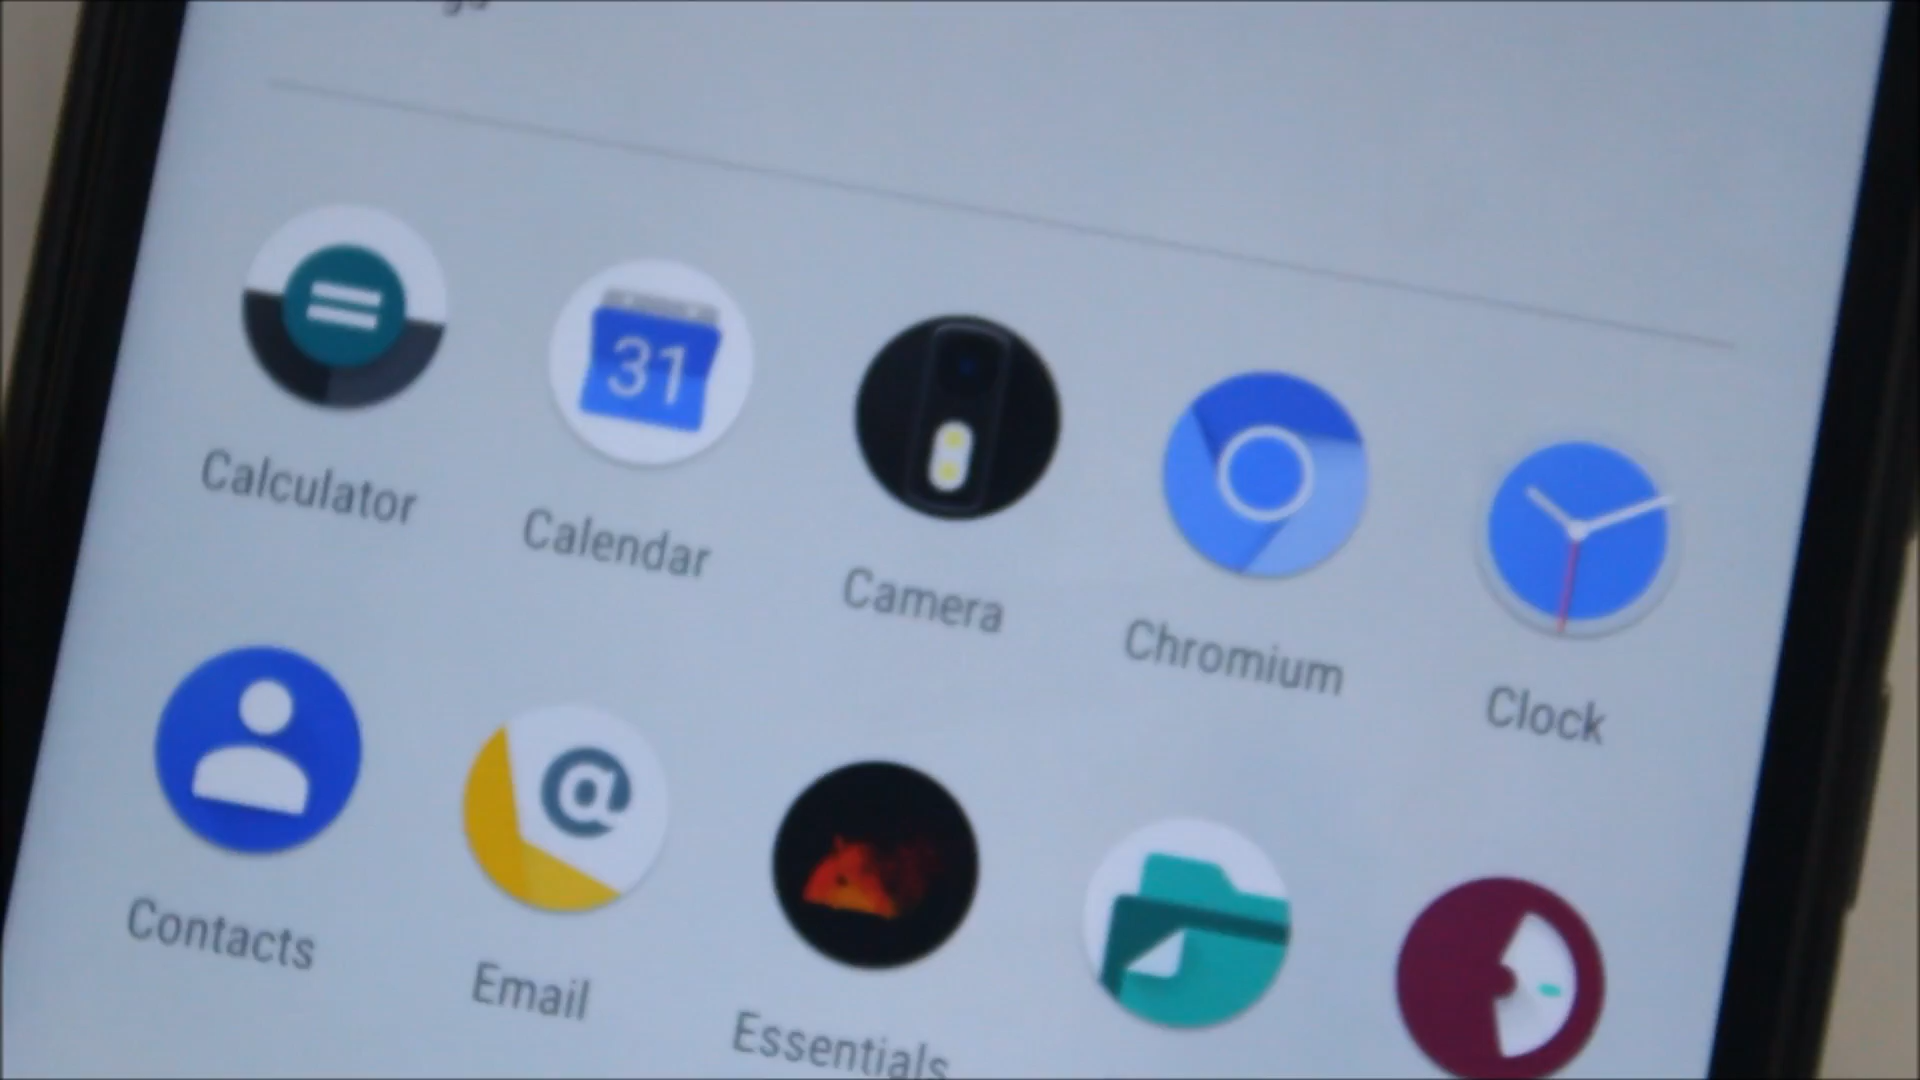 31
Calculator
Calendar
Camera
Chromium
Clock
@
Contacts
Email
Essentials